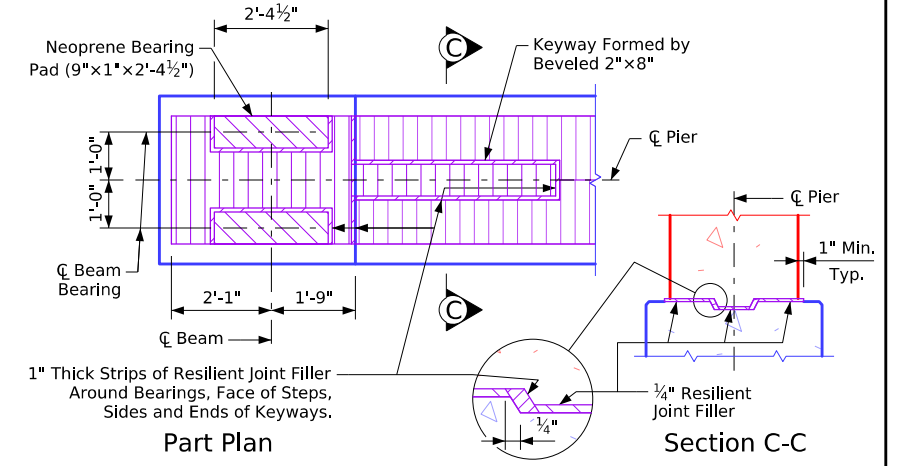 2'-4½"
Neoprene Bearing
Pad (9"×1"×2'-4½")
C
Keyway Formed by
Beveled 2"×8"
1'-0"
1'-0"
℄ Pier
℄ Beam
Bearing
2'-1"
1'-9"
C
℄ Beam
℄ Pier
1" Min.
Typ.
1" Thick Strips of Resilient Joint Filler
Around Bearings, Face of Steps,
Sides and Ends of Keyways.
¼"
¼" Resilient
Joint Filler
Part Plan
Section C-C